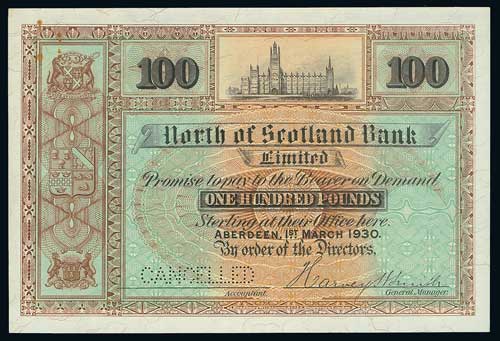 100 100
North of Scotland Bank
Limited
Promise to pay to the Bearer on Demand
ONE HUNDRED POUNDS
Sterling at their Office here.
ABERDEEN, 1ST MARCH 1930.
By order of the Directors.
CANCELLED
Accountant. General Manager.